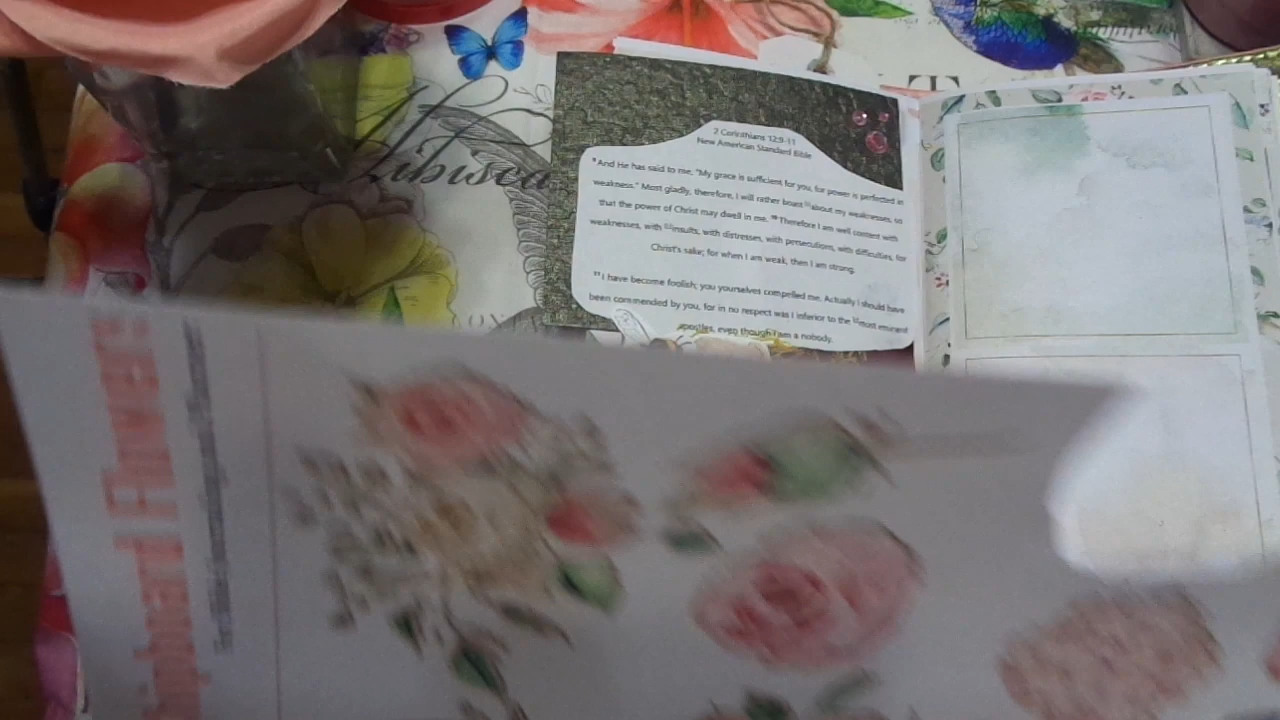 Hibiscu
2 Corinthians 12:9-11
New American Standard Bible
9 And He has said to me, "My grace is sufficient for you, for power is perfected in
weakness." Most gladly, therefore, I will rather boast about my weaknesses, so
that the power of Christ may dwell in me. 10 Therefore I am well content with
weaknesses, with insults, with distresses, with persecutions, with difficulties, for
Christ's sake; for when I am weak, then I am strong.
11 I have become foolish; you yourselves compelled me. Actually I should have
been commended by you, for in no respect was I inferior to the most eminent
apostles, even though I am a nobody.